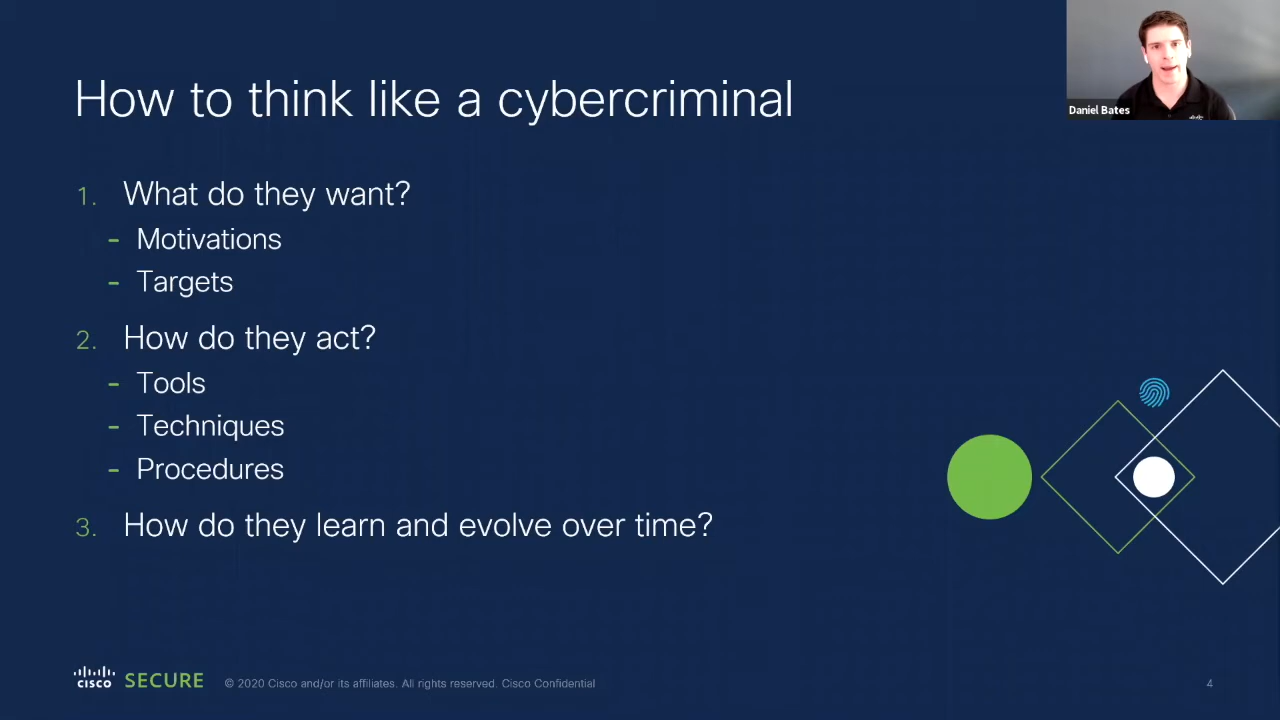 How to think like a cybercriminal
Daniel Bates
1. What do they want?
- Motivations
- Targets
2. How do they act?
- Tools
- Techniques
- Procedures
3. How do they learn and evolve over time?
CISCO SECURE © 2020 Cisco and/or its affiliates. All rights reserved. Cisco Confidential 4